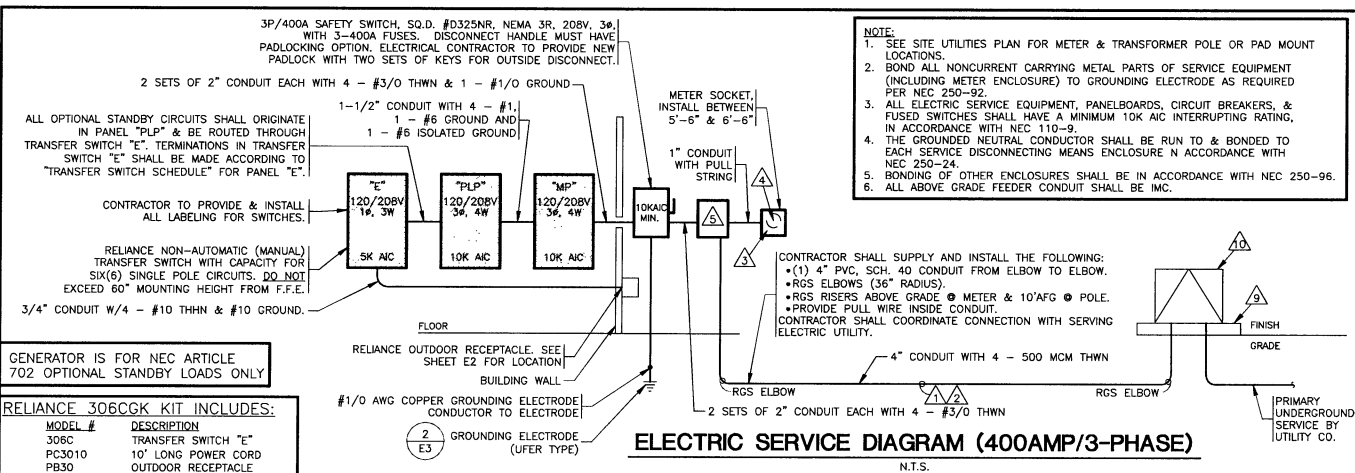 3P/400A SAFETY SWITCH, SQ.D. #D325NR, NEMA 3R, 208V, 3ø,
WITH 3-400A FUSES. DISCONNECT HANDLE MUST HAVE
PADLOCKING OPTION. ELECTRICAL CONTRACTOR TO PROVIDE NEW
PADLOCK WITH TWO SETS OF KEYS FOR OUTSIDE DISCONNECT.
2 SETS OF 2" CONDUIT EACH WITH 4 - #3/0 THWN & 1 - #1/0 GROUND
1-1/2" CONDUIT WITH 4 - #1,
1 - #6 GROUND AND
1 - #6 ISOLATED GROUND
ALL OPTIONAL STANDBY CIRCUITS SHALL ORIGINATE
IN PANEL "PLP" & BE ROUTED THROUGH
TRANSFER SWITCH "E". TERMINATIONS IN TRANSFER
SWITCH "E" SHALL BE MADE ACCORDING TO
"TRANSFER SWITCH SCHEDULE" FOR PANEL "E".
CONTRACTOR TO PROVIDE & INSTALL
ALL LABELING FOR SWITCHES.
RELIANCE NON-AUTOMATIC (MANUAL)
TRANSFER SWITCH WITH CAPACITY FOR
SIX(6) SINGLE POLE CIRCUITS. DO NOT
EXCEED 60" MOUNTING HEIGHT FROM F.F.E.
3/4" CONDUIT W/4 - #10 THHN & #10 GROUND.
"E"
120/208V
1ø, 3W
5K AIC
"PLP"
120/208V
3ø, 4W
10K AIC
"MP"
120/208V
3ø, 4W
10K AIC
10KAIC
MIN.
METER SOCKET,
INSTALL BETWEEN
5'-6" & 6'-6"
1" CONDUIT
WITH PULL
STRING
5
4
3
NOTE:
1. SEE SITE UTILITIES PLAN FOR METER & TRANSFORMER POLE OR PAD MOUNT
LOCATIONS.
2. BOND ALL NONCURRENT CARRYING METAL PARTS OF SERVICE EQUIPMENT
(INCLUDING METER ENCLOSURE) TO GROUNDING ELECTRODE AS REQUIRED
PER NEC 250-92.
3. ALL ELECTRIC SERVICE EQUIPMENT, PANELBOARDS, CIRCUIT BREAKERS, &
FUSED SWITCHES SHALL HAVE A MINIMUM 10K AIC INTERRUPTING RATING,
IN ACCORDANCE WITH NEC 110-9.
4. THE GROUNDED NEUTRAL CONDUCTOR SHALL BE RUN TO & BONDED TO
EACH SERVICE DISCONNECTING MEANS ENCLOSURE N ACCORDANCE WITH
NEC 250-24.
5. BONDING OF OTHER ENCLOSURES SHALL BE IN ACCORDANCE WITH NEC 250-96.
6. ALL ABOVE GRADE FEEDER CONDUIT SHALL BE IMC.
CONTRACTOR SHALL SUPPLY AND INSTALL THE FOLLOWING:
•(1) 4" PVC, SCH. 40 CONDUIT FROM ELBOW TO ELBOW.
•RGS ELBOWS (36" RADIUS).
•RGS RISERS ABOVE GRADE @ METER & 10'AFG @ POLE.
•PROVIDE PULL WIRE INSIDE CONDUIT.
CONTRACTOR SHALL COORDINATE CONNECTION WITH SERVING
ELECTRIC UTILITY.
10
9
FINISH
GRADE
FLOOR
RELIANCE OUTDOOR RECEPTACLE. SEE
SHEET E2 FOR LOCATION
BUILDING WALL
#1/0 AWG COPPER GROUNDING ELECTRODE
CONDUCTOR TO ELECTRODE
2
E3
GROUNDING ELECTRODE
(UFER TYPE)
4" CONDUIT WITH 4 - 500 MCM THWN
RGS ELBOW
1 2
RGS ELBOW
2 SETS OF 2" CONDUIT EACH WITH 4 - #3/0 THWN
PRIMARY
UNDERGROUND
SERVICE BY
UTILITY CO.
ELECTRIC SERVICE DIAGRAM (400AMP/3-PHASE)
N.T.S.
GENERATOR IS FOR NEC ARTICLE
702 OPTIONAL STANDBY LOADS ONLY
RELIANCE 306CGK KIT INCLUDES:
MODEL # DESCRIPTION
306C TRANSFER SWITCH "E"
PC3010 10' LONG POWER CORD
PB30 OUTDOOR RECEPTACLE